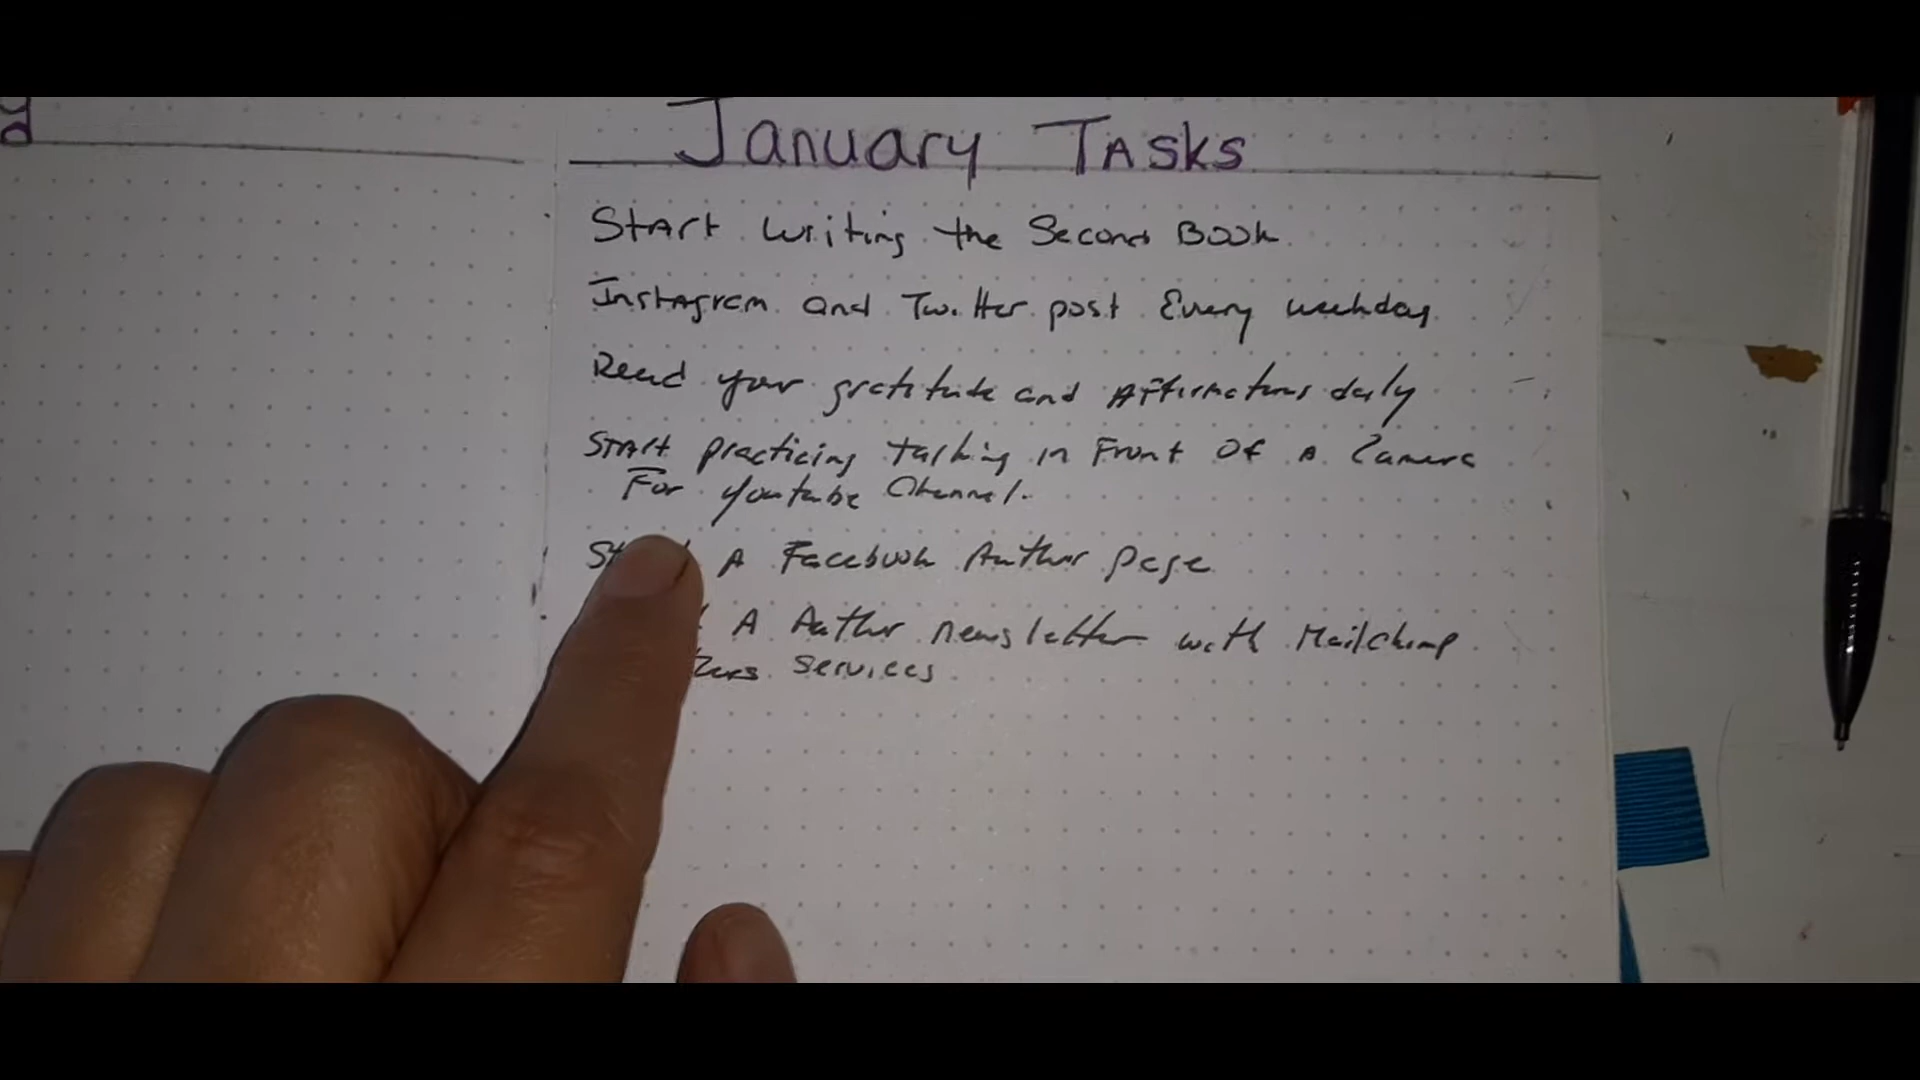 January Tasks
Start writing the Second Book
Instagram and Twitter post Every weekday
Read your gratitude and Affirmations daily
Start practicing talking in Front Of A Camera
For youtube Channel.
A Facebook Author page
A Author newsletter with Mailchimp
services